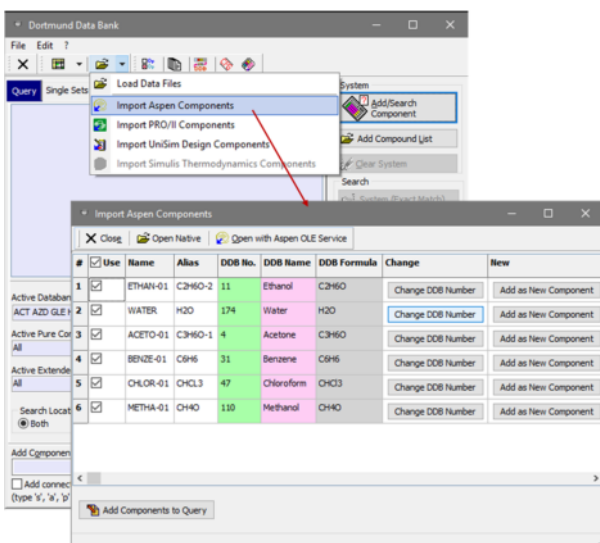 Dortmund Data Bank
File Edit ?
Query Single Sets
Load Data Files
Import Aspen Components
Import PRO/II Components
Import UniSim Design Components
Import Simulis Thermodynamics Components
System
Add/Search Component
Add Compound List
Clear System
Search
System (Exact Match)
Active Databan
ACT AZD GLE H
Active Pure Cor
All
Active Extende
All
Search Locat
Both
Add Componen
Add connec
(type 's', 'a', 'p'
Import Aspen Components
Close Open Native Open with Aspen OLE Service
# Use Name Alias DDB No. DDB Name DDB Formula Change New
1 ETHAN-01 C2H6O-2 11 Ethanol C2H6O Change DDB Number Add as New Component
2 WATER H2O 174 Water H2O Change DDB Number Add as New Component
3 ACETO-01 C3H6O-1 4 Acetone C3H6O Change DDB Number Add as New Component
4 BENZE-01 C6H6 31 Benzene C6H6 Change DDB Number Add as New Component
5 CHLOR-01 CHCL3 47 Chloroform CHCl3 Change DDB Number Add as New Component
6 METHA-01 CH4O 110 Methanol CH4O Change DDB Number Add as New Component
Add Components to Query